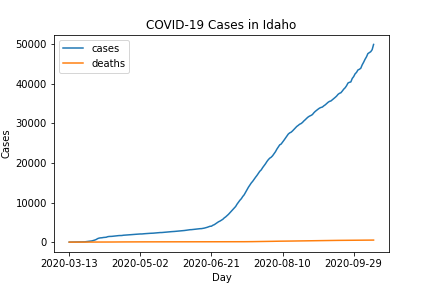 COVID-19 Cases in Idaho
cases
deaths
50000
40000
30000
20000
10000
0
Cases
2020-03-13 2020-05-02 2020-06-21 2020-08-10 2020-09-29
Day